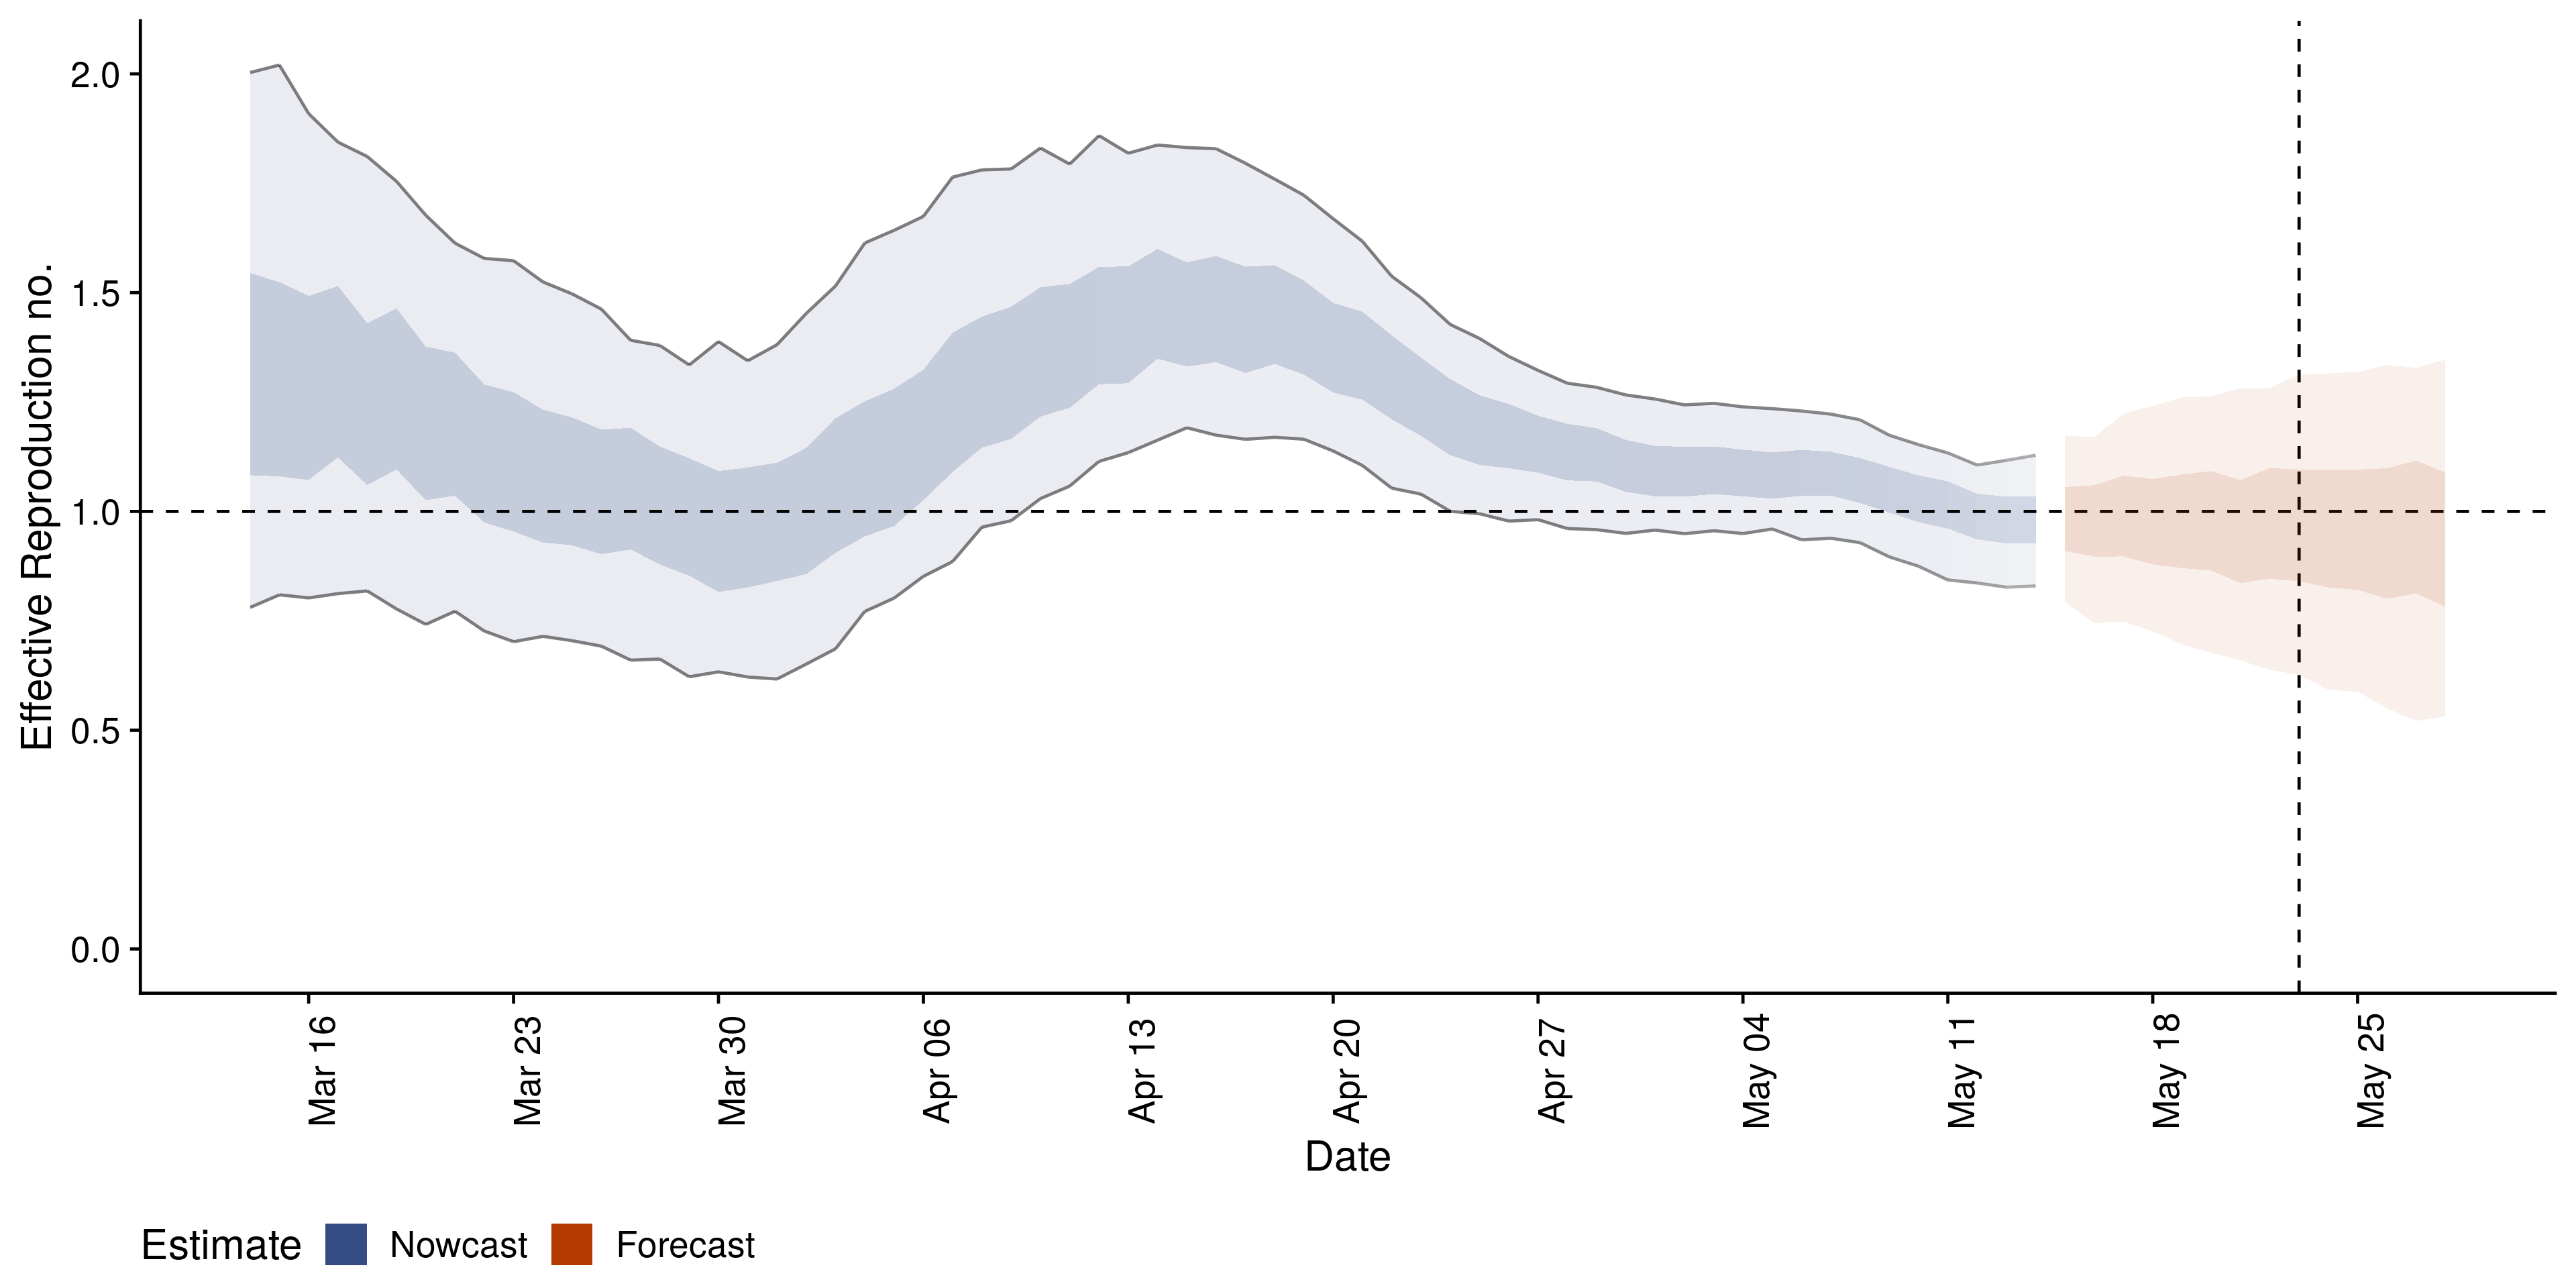 Effective Reproduction no.
2.0
1.5
1.0
0.5
0.0
Mar 16
Mar 23
Mar 30
Apr 06
Apr 13
Apr 20
Apr 27
May 04
May 11
May 18
May 25
Date
Estimate Nowcast Forecast